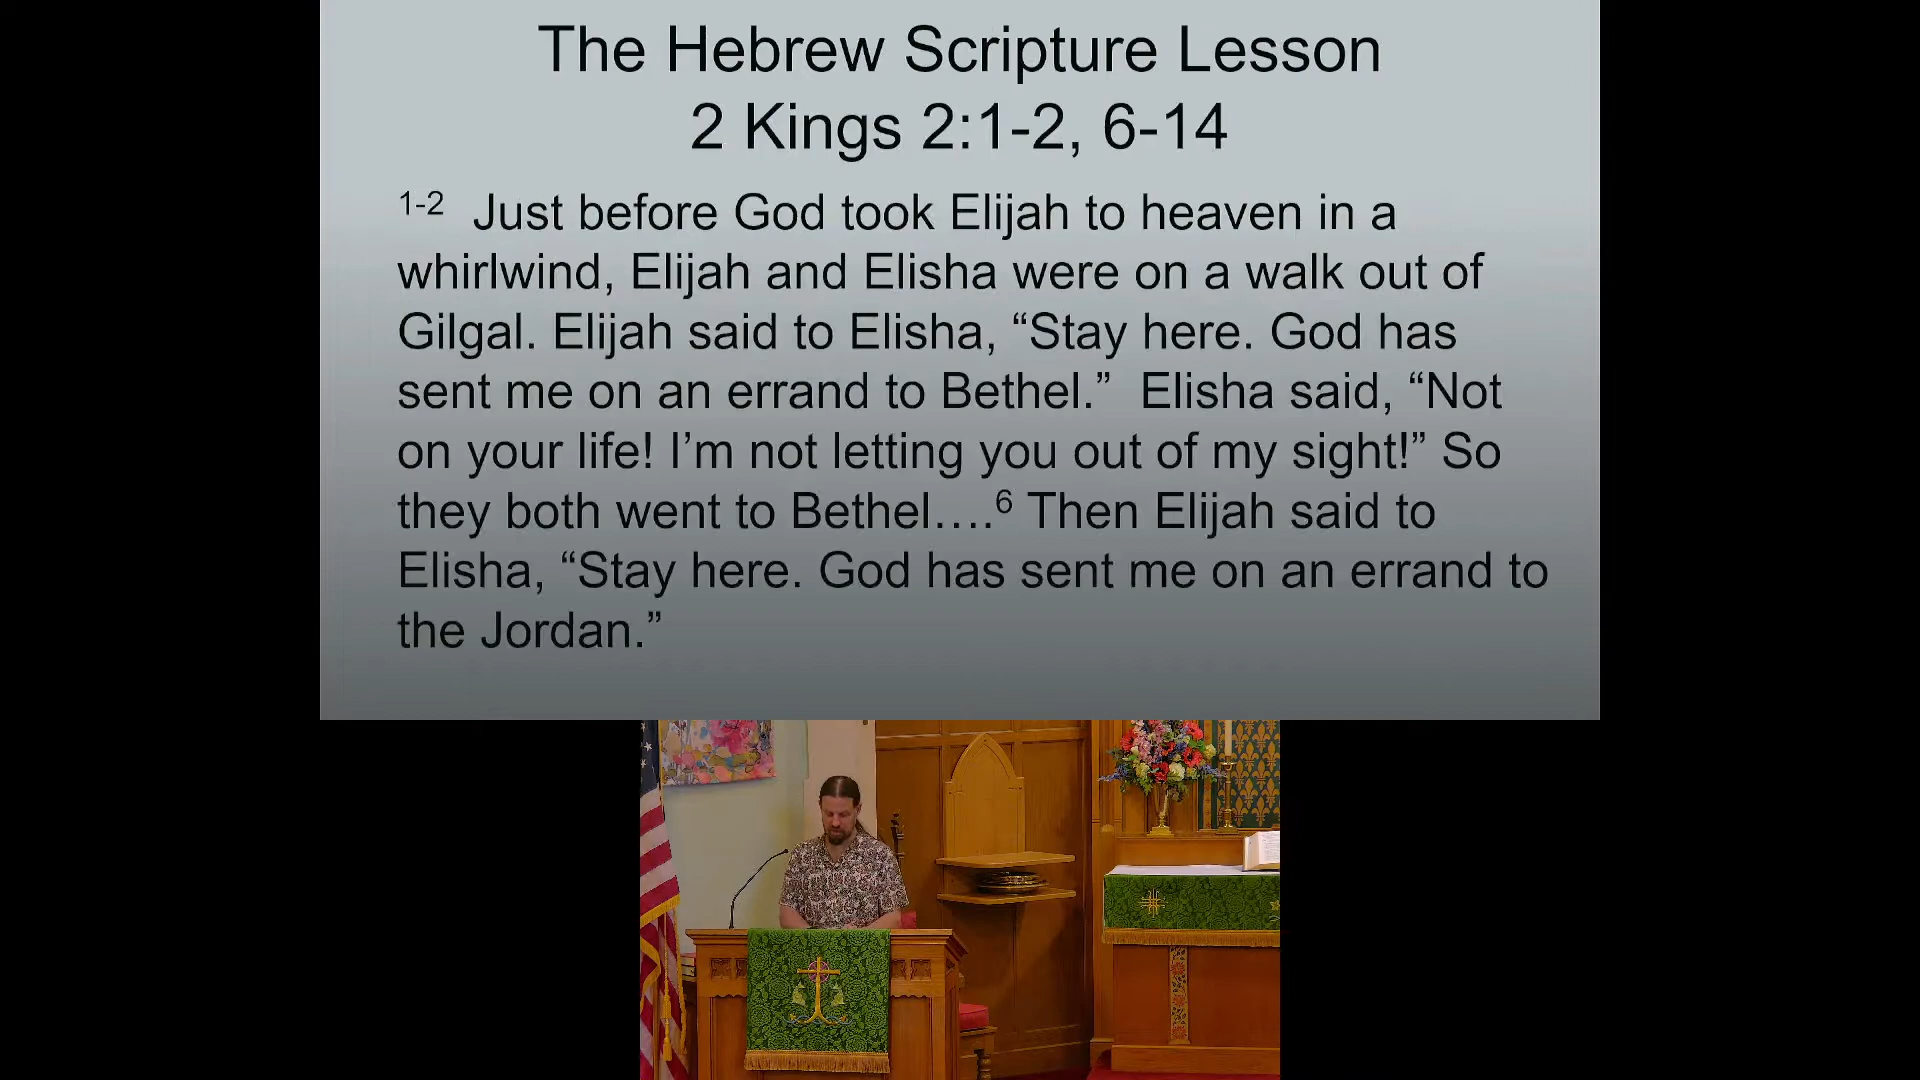 The Hebrew Scripture Lesson
2 Kings 2:1-2, 6-14
1-2 Just before God took Elijah to heaven in a
whirlwind, Elijah and Elisha were on a walk out of
Gilgal. Elijah said to Elisha, “Stay here. God has
sent me on an errand to Bethel.”  Elisha said, “Not
on your life! I’m not letting you out of my sight!” So
they both went to Bethel….6 Then Elijah said to
Elisha, “Stay here. God has sent me on an errand to
the Jordan.”